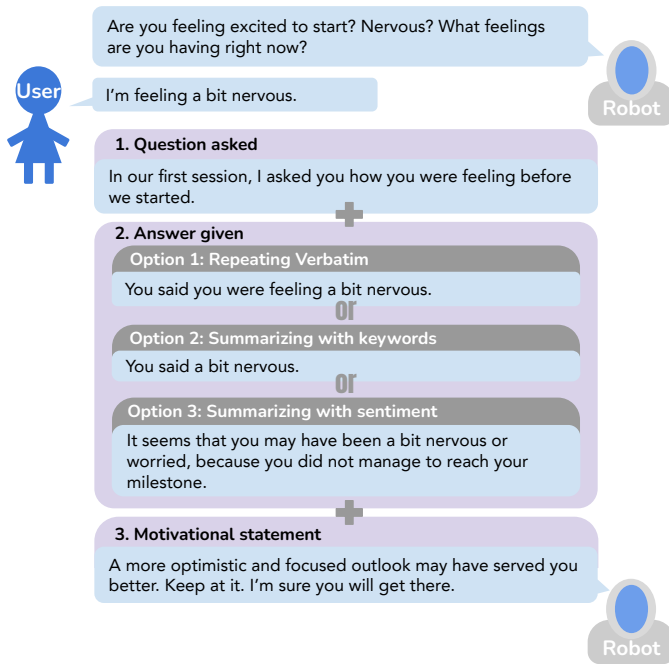 Are you feeling excited to start? Nervous? What feelings
are you having right now?
Robot
User
I'm feeling a bit nervous.
1. Question asked
In our first session, I asked you how you were feeling before
we started.
+
2. Answer given
Option 1: Repeating Verbatim
You said you were feeling a bit nervous.
or
Option 2: Summarizing with keywords
You said a bit nervous.
or
Option 3: Summarizing with sentiment
It seems that you may have been a bit nervous or
worried, because you did not manage to reach your
milestone.
+
3. Motivational statement
A more optimistic and focused outlook may have served you
better. Keep at it. I'm sure you will get there.
Robot